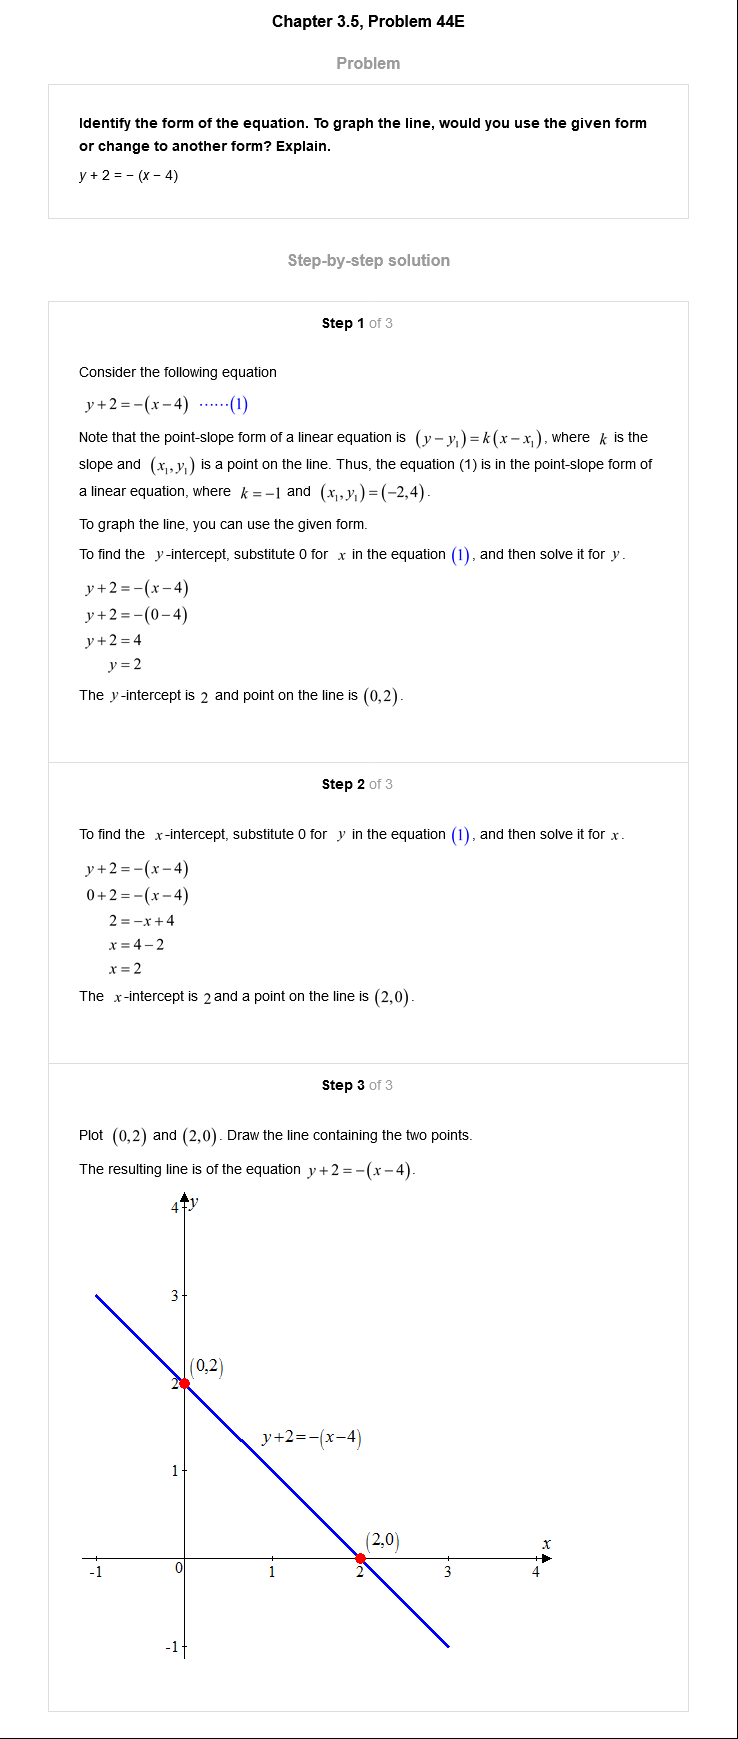 Chapter 3.5, Problem 44E
Problem
Identify the form of the equation. To graph the line, would you use the given form
or change to another form? Explain.
y + 2 = − (x − 4)
Step-by-step solution
Step 1 of 3
Consider the following equation
y+2=−(x−4) ······(1)
Note that the point-slope form of a linear equation is (y−y₁)=k(x−x₁), where k is the
slope and (x₁,y₁) is a point on the line. Thus, the equation (1) is in the point-slope form of
a linear equation, where k=−1 and (x₁,y₁)=(−2,4).
To graph the line, you can use the given form.
To find the y-intercept, substitute 0 for x in the equation (1), and then solve it for y.
y+2=−(x−4)
y+2=−(0−4)
y+2=4
y=2
The y-intercept is 2 and point on the line is (0,2).
Step 2 of 3
To find the x-intercept, substitute 0 for y in the equation (1), and then solve it for x.
y+2=−(x−4)
0+2=−(x−4)
2=−x+4
x=4−2
x=2
The x-intercept is 2 and a point on the line is (2,0).
Step 3 of 3
Plot (0,2) and (2,0). Draw the line containing the two points.
The resulting line is of the equation y+2=−(x−4).
4 y
3
(0,2)
2
y+2=−(x−4)
1
(2,0)
x
-1 0 1 2 3 4
-1